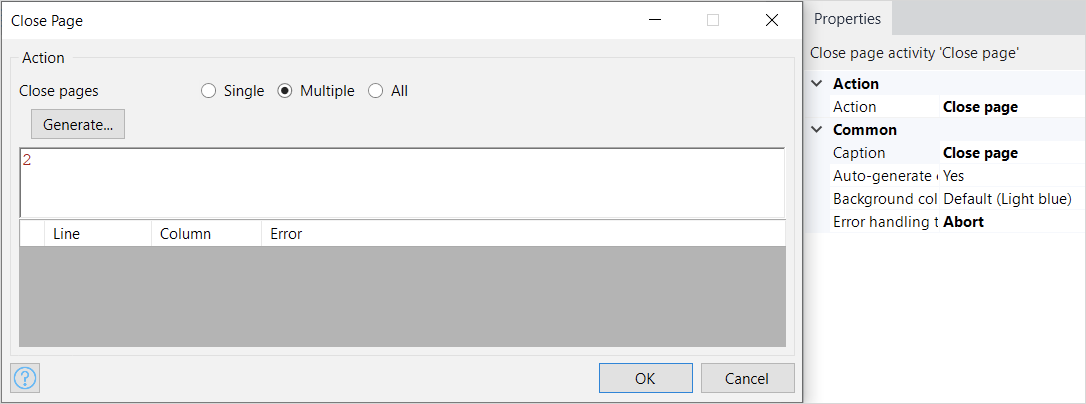 Close Page
Action
Close pages Single Multiple All
Generate...
2
Line Column Error
OK Cancel
Properties
Close page activity 'Close page'
Action
Action Close page
Common
Caption Close page
Auto-generate c Yes
Background col Default (Light blue)
Error handling t Abort